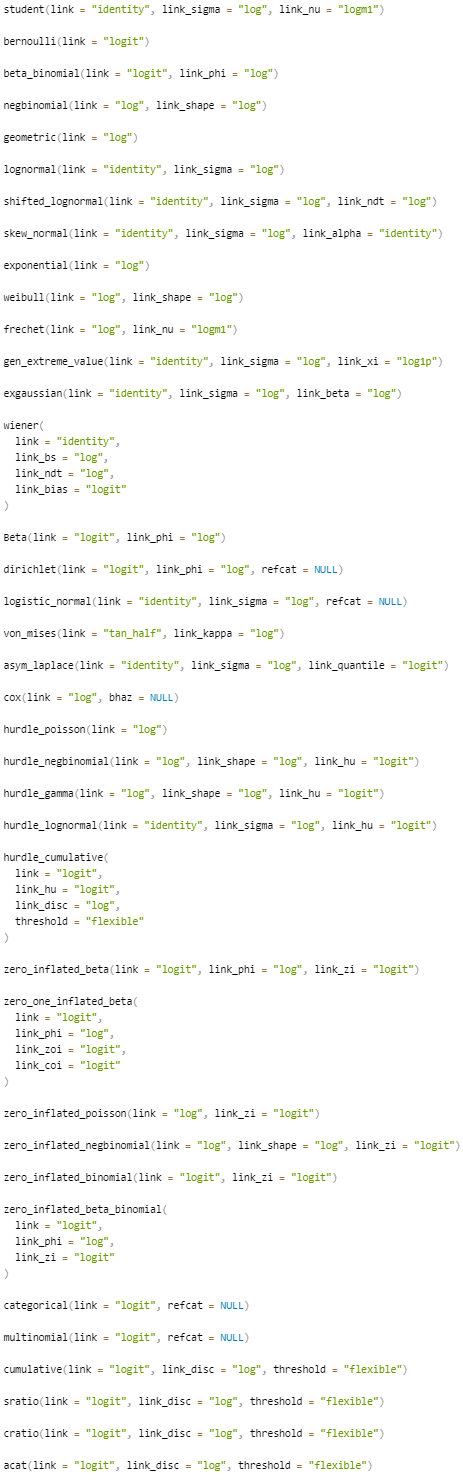 student(link = "identity", link_sigma = "log", link_nu = "logm1")
bernoulli(link = "logit")
beta_binomial(link = "logit", link_phi = "log")
negbinomial(link = "log", link_shape = "log")
geometric(link = "log")
lognormal(link = "identity", link_sigma = "log")
shifted_lognormal(link = "identity", link_sigma = "log", link_ndt = "log")
skew_normal(link = "identity", link_sigma = "log", link_alpha = "identity")
exponential(link = "log")
weibull(link = "log", link_shape = "log")
frechet(link = "log", link_nu = "logm1")
gen_extreme_value(link = "identity", link_sigma = "log", link_xi = "log1p")
exgaussian(link = "identity", link_sigma = "log", link_beta = "log")
wiener(
  link = "identity",
  link_bs = "log",
  link_ndt = "log",
  link_bias = "logit"
)
Beta(link = "logit", link_phi = "log")
dirichlet(link = "logit", link_phi = "log", refcat = NULL)
logistic_normal(link = "identity", link_sigma = "log", refcat = NULL)
von_mises(link = "tan_half", link_kappa = "log")
asym_laplace(link = "identity", link_sigma = "log", link_quantile = "logit")
cox(link = "log", bhaz = NULL)
hurdle_poisson(link = "log")
hurdle_negbinomial(link = "log", link_shape = "log", link_hu = "logit")
hurdle_gamma(link = "log", link_shape = "log", link_hu = "logit")
hurdle_lognormal(link = "identity", link_sigma = "log", link_hu = "logit")
hurdle_cumulative(
  link = "logit",
  link_hu = "logit",
  link_disc = "log",
  threshold = "flexible"
)
zero_inflated_beta(link = "logit", link_phi = "log", link_zi = "logit")
zero_one_inflated_beta(
  link = "logit",
  link_phi = "log",
  link_zoi = "logit",
  link_coi = "logit"
)
zero_inflated_poisson(link = "log", link_zi = "logit")
zero_inflated_negbinomial(link = "log", link_shape = "log", link_zi = "logit")
zero_inflated_binomial(link = "logit", link_zi = "logit")
zero_inflated_beta_binomial(
  link = "logit",
  link_phi = "log",
  link_zi = "logit"
)
categorical(link = "logit", refcat = NULL)
multinomial(link = "logit", refcat = NULL)
cumulative(link = "logit", link_disc = "log", threshold = "flexible")
sratio(link = "logit", link_disc = "log", threshold = "flexible")
cratio(link = "logit", link_disc = "log", threshold = "flexible")
acat(link = "logit", link_disc = "log", threshold = "flexible")